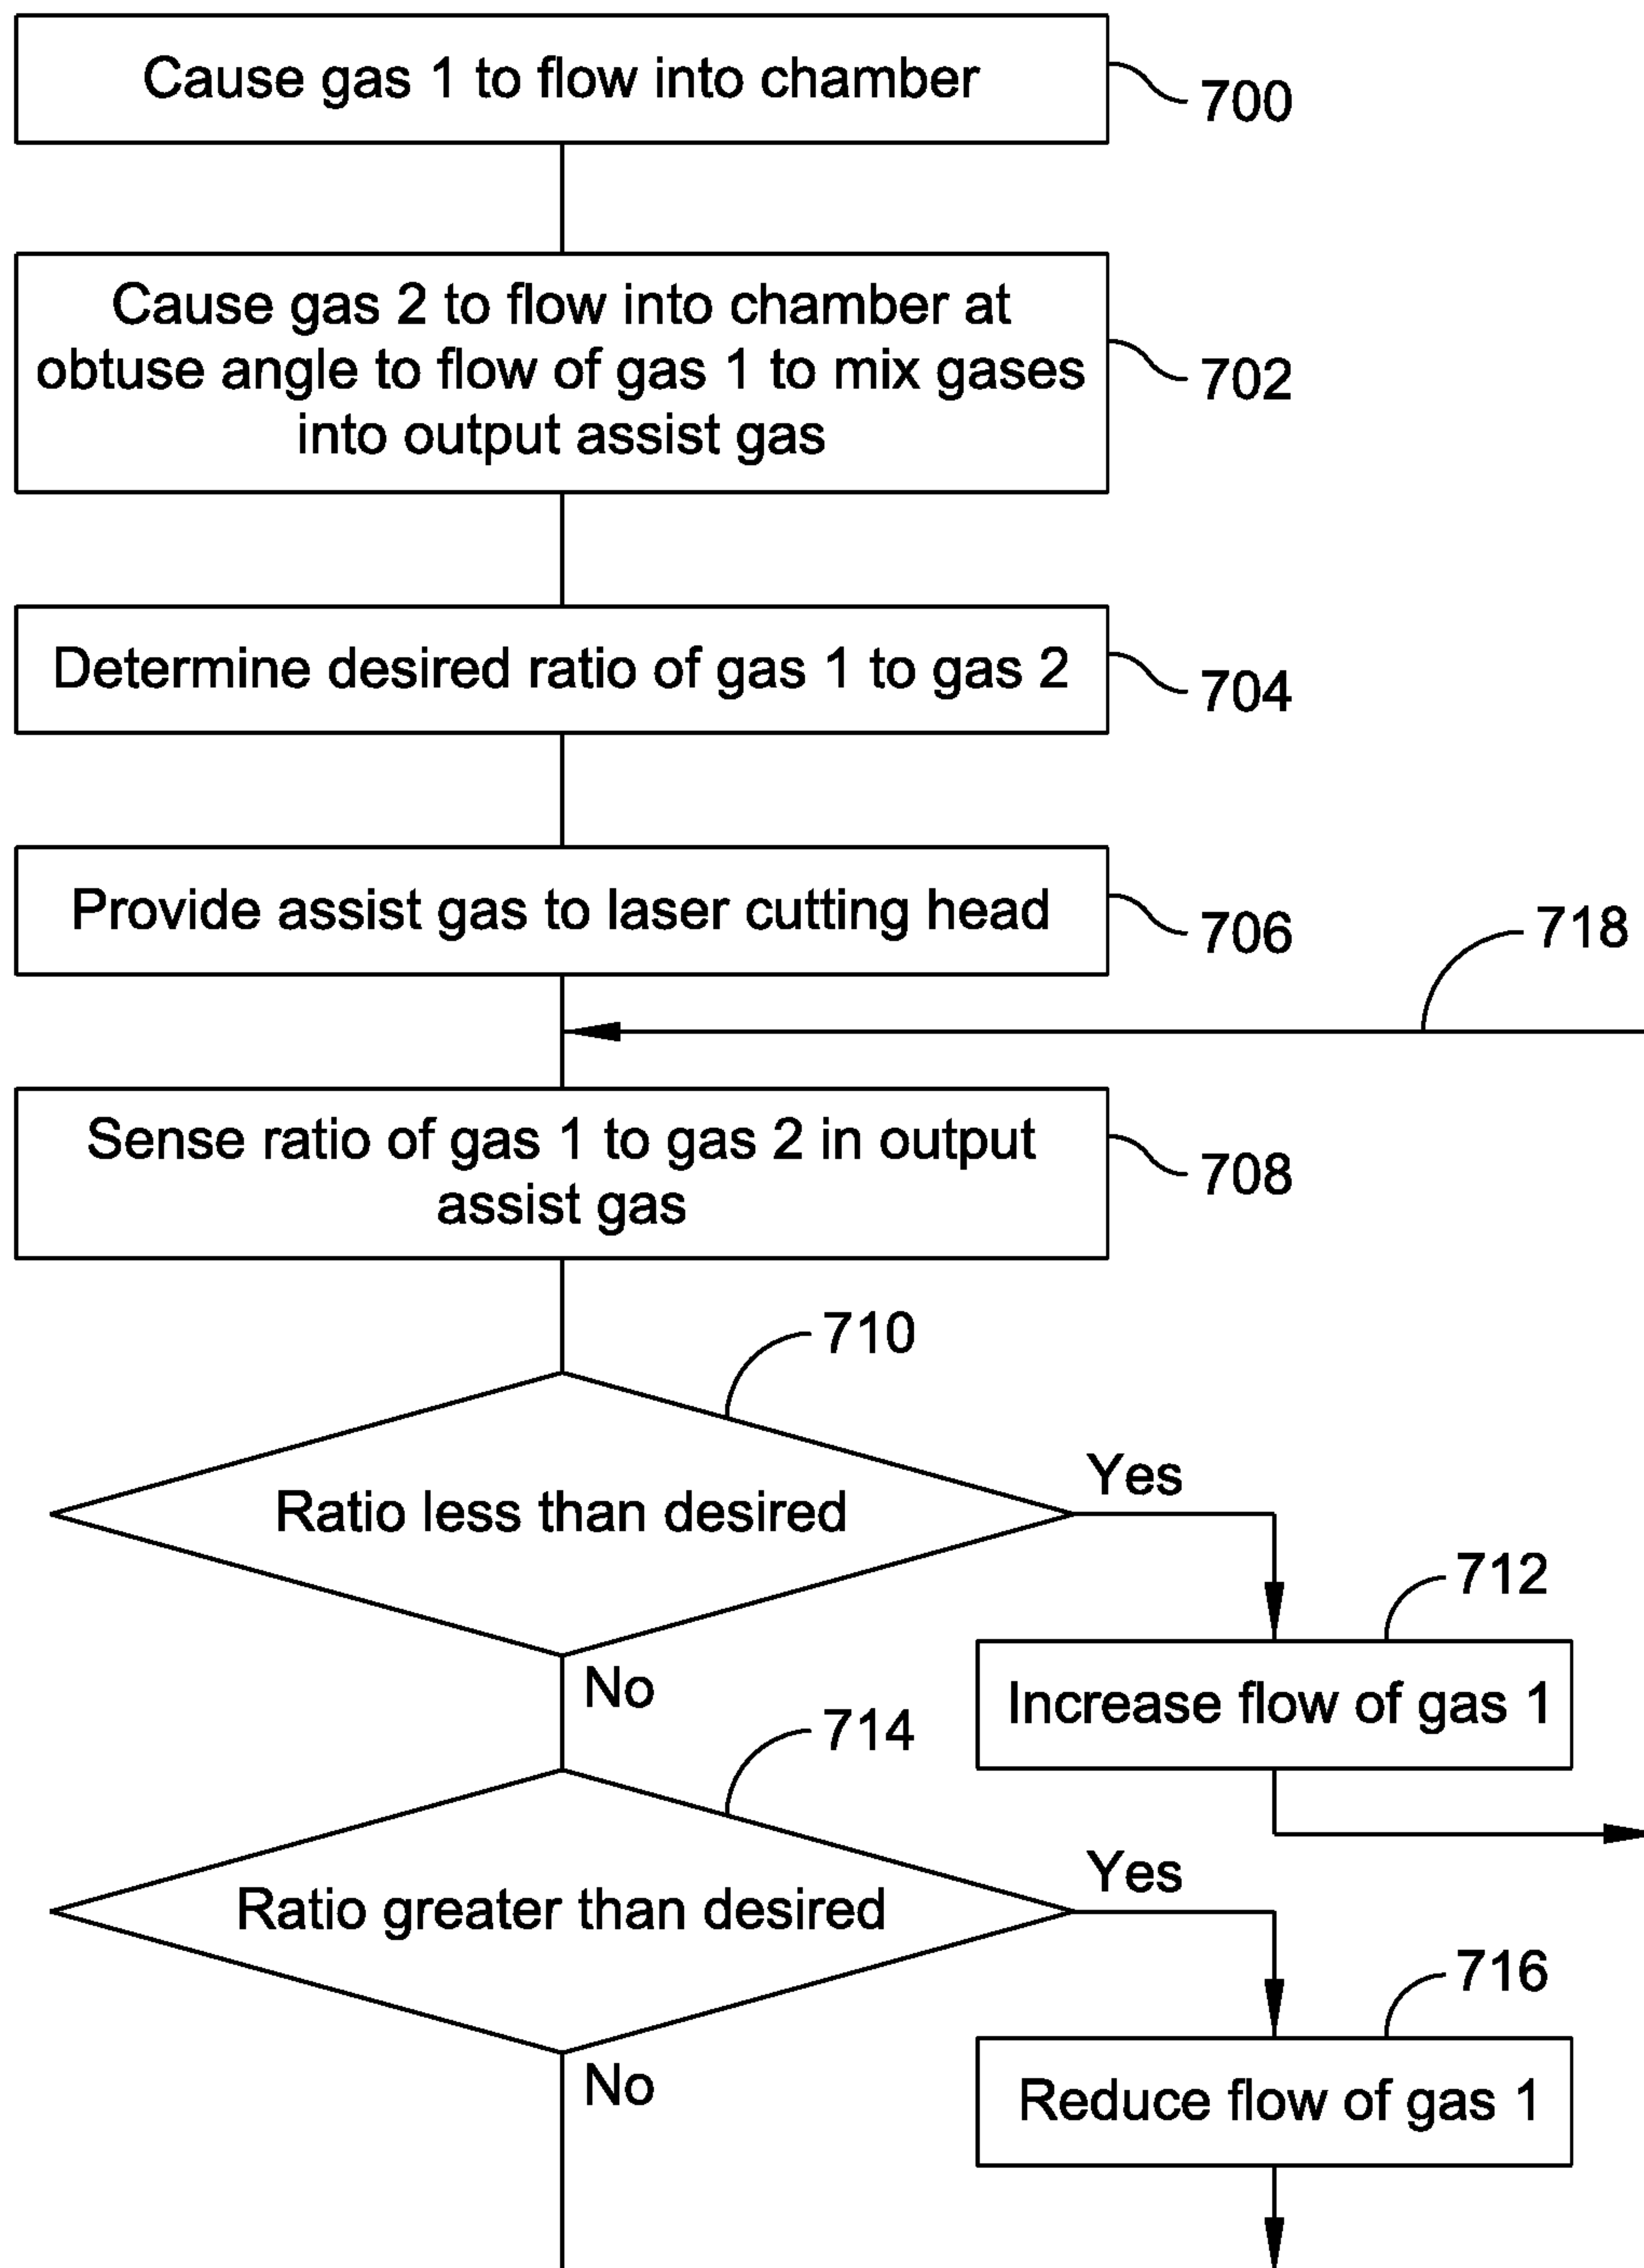 Cause gas 1 to flow into chamber
700
Cause gas 2 to flow into chamber at
obtuse angle to flow of gas 1 to mix gases
into output assist gas
702
Determine desired ratio of gas 1 to gas 2
704
Provide assist gas to laser cutting head
706
718
Sense ratio of gas 1 to gas 2 in output
assist gas
708
710
Ratio less than desired
Yes
712
Increase flow of gas 1
No
714
Ratio greater than desired
Yes
716
Reduce flow of gas 1
No